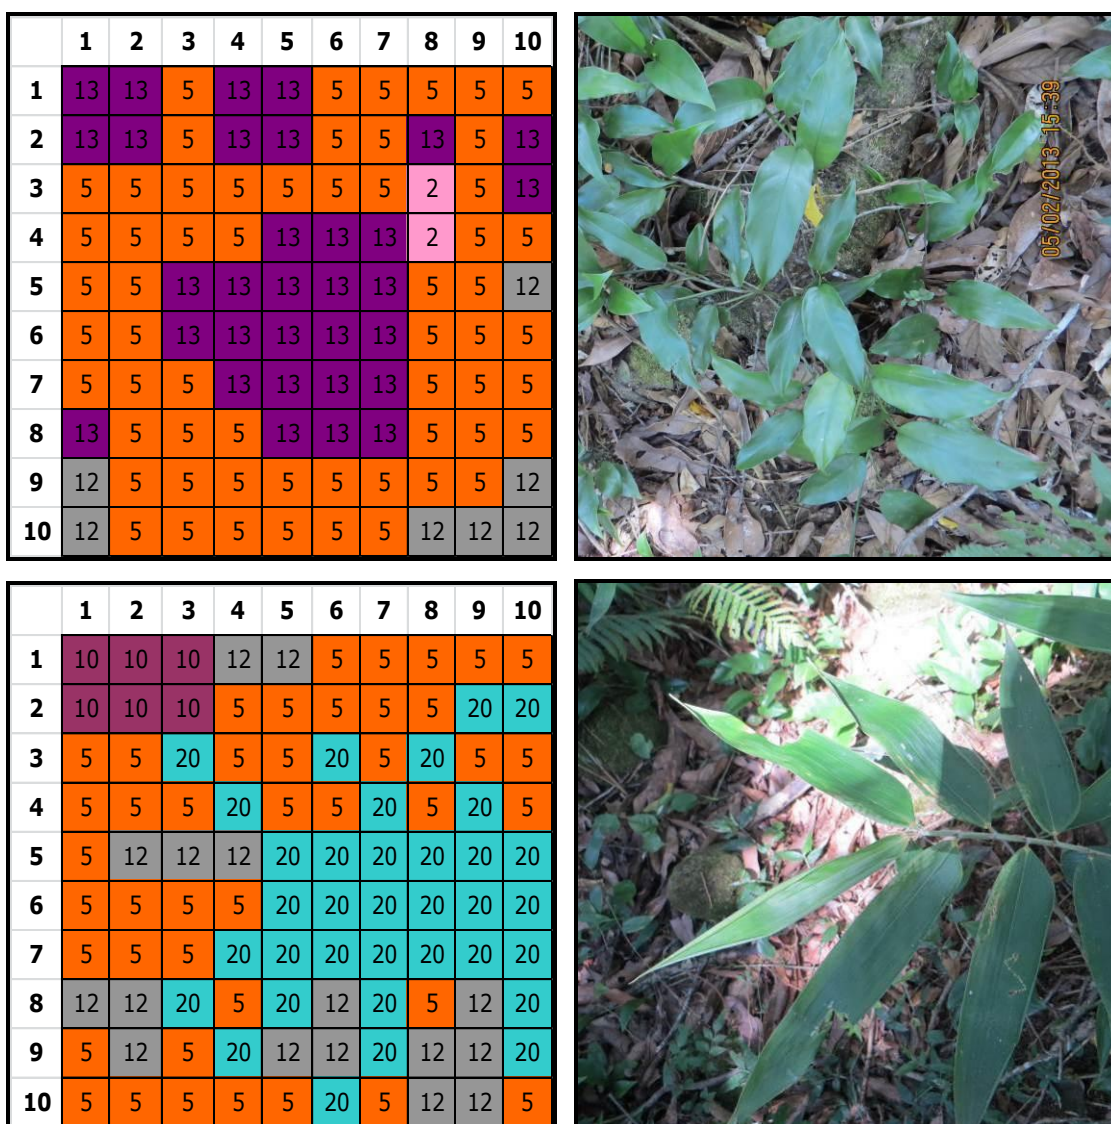 1 2 3 4 5 6 7 8 9 10
1 13 13 5 13 13 5 5 5 5 5
2 13 13 5 13 13 5 5 13 5 13
3 5 5 5 5 5 5 5 2 5 13
4 5 5 5 5 13 13 13 2 5 5
5 5 5 13 13 13 13 13 5 5 12
6 5 5 13 13 13 13 13 5 5 5
7 5 5 5 13 13 13 13 5 5 5
8 13 5 5 5 13 13 13 5 5 5
9 12 5 5 5 5 5 5 5 5 12
10 12 5 5 5 5 5 5 12 12 12
05/02/2013 15:39
1 2 3 4 5 6 7 8 9 10
1 10 10 10 12 12 5 5 5 5 5
2 10 10 10 5 5 5 5 5 20 20
3 5 5 20 5 5 20 5 20 5 5
4 5 5 5 20 5 5 20 5 20 5
5 5 12 12 12 20 20 20 20 20 20
6 5 5 5 5 20 20 20 20 20 20
7 5 5 5 20 20 20 20 20 20 20
8 12 12 20 5 20 12 20 5 12 20
9 5 12 5 20 12 12 20 12 12 20
10 5 5 5 5 5 20 5 12 12 5